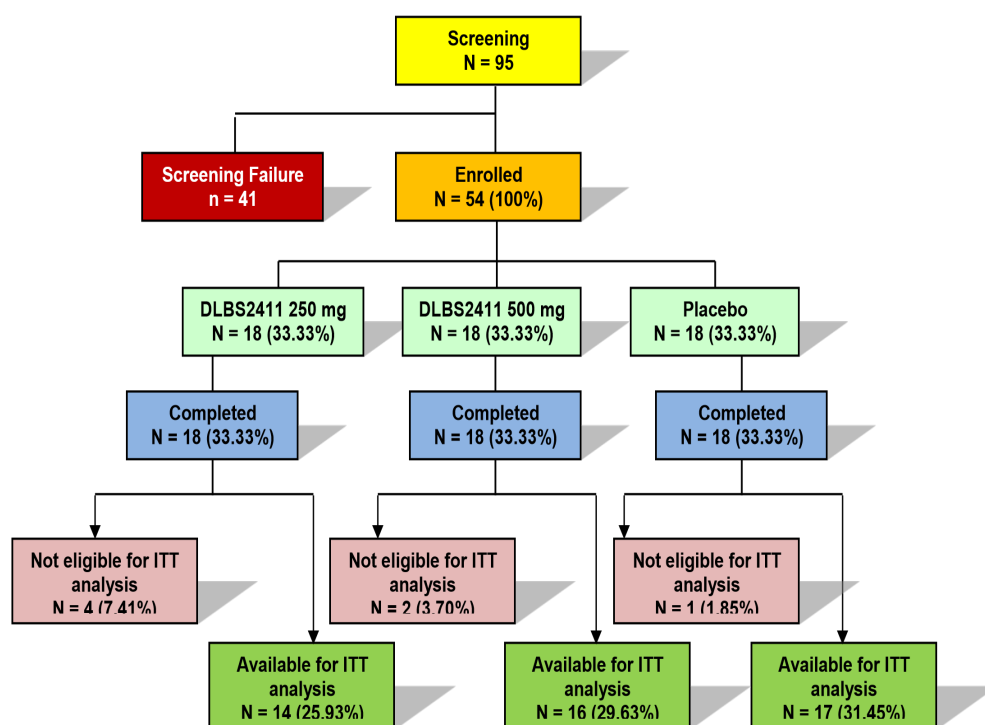 Screening
N = 95
Screening Failure
n = 41
Enrolled
N = 54 (100%)
DLBS2411 250 mg
N = 18 (33.33%)
DLBS2411 500 mg
N = 18 (33.33%)
Placebo
N = 18 (33.33%)
Completed
N = 18 (33.33%)
Completed
N = 18 (33.33%)
Completed
N = 18 (33.33%)
Not eligible for ITT
analysis
N = 4 (7.41%)
Not eligible for ITT
analysis
N = 2 (3.70%)
Not eligible for ITT
analysis
N = 1 (1.85%)
Available for ITT
analysis
N = 14 (25.93%)
Available for ITT
analysis
N = 16 (29.63%)
Available for ITT
analysis
N = 17 (31.45%)